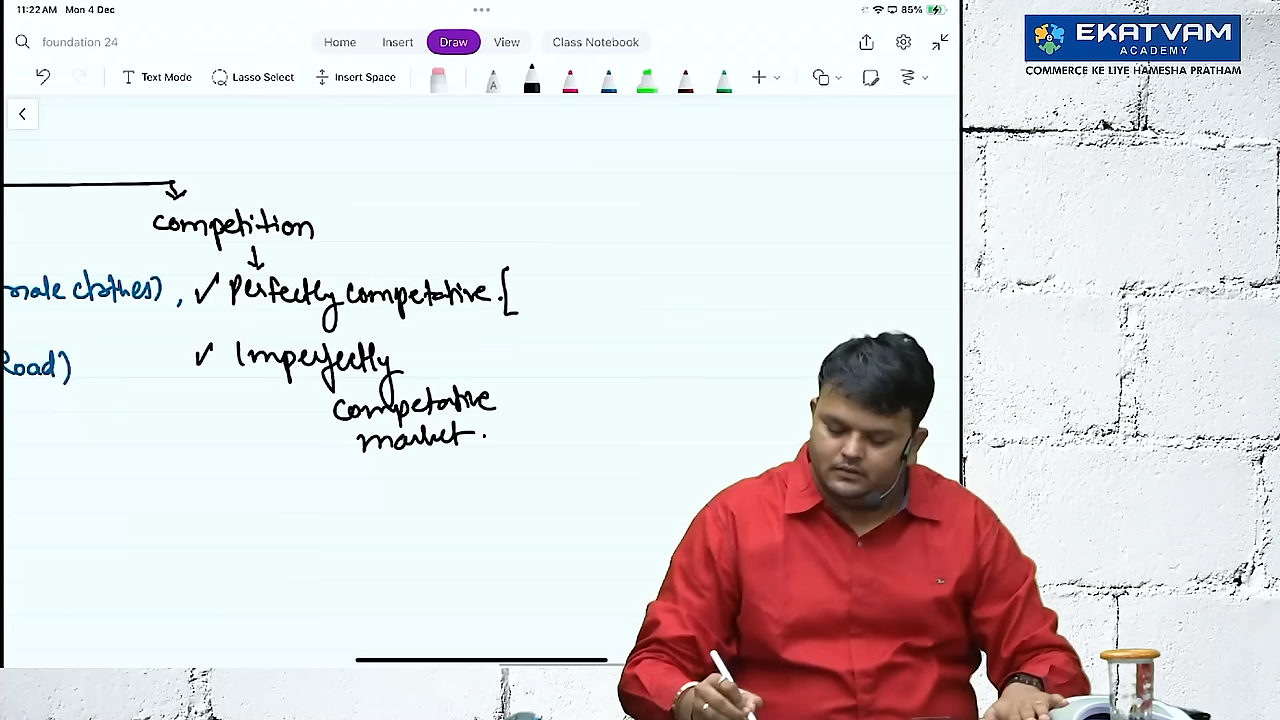 11:22 AM Mon 4 Dec
85%
foundation 24
Home Insert Draw View Class Notebook
Text Mode Lasso Select Insert Space
EKATVAM
ACADEMY
COMMERCE KE LIYE HAMESHA PRATHAM
competition
male clothes), ✓ Perfectly competative. [
Road) ✓ Imperfectly
competative
market.